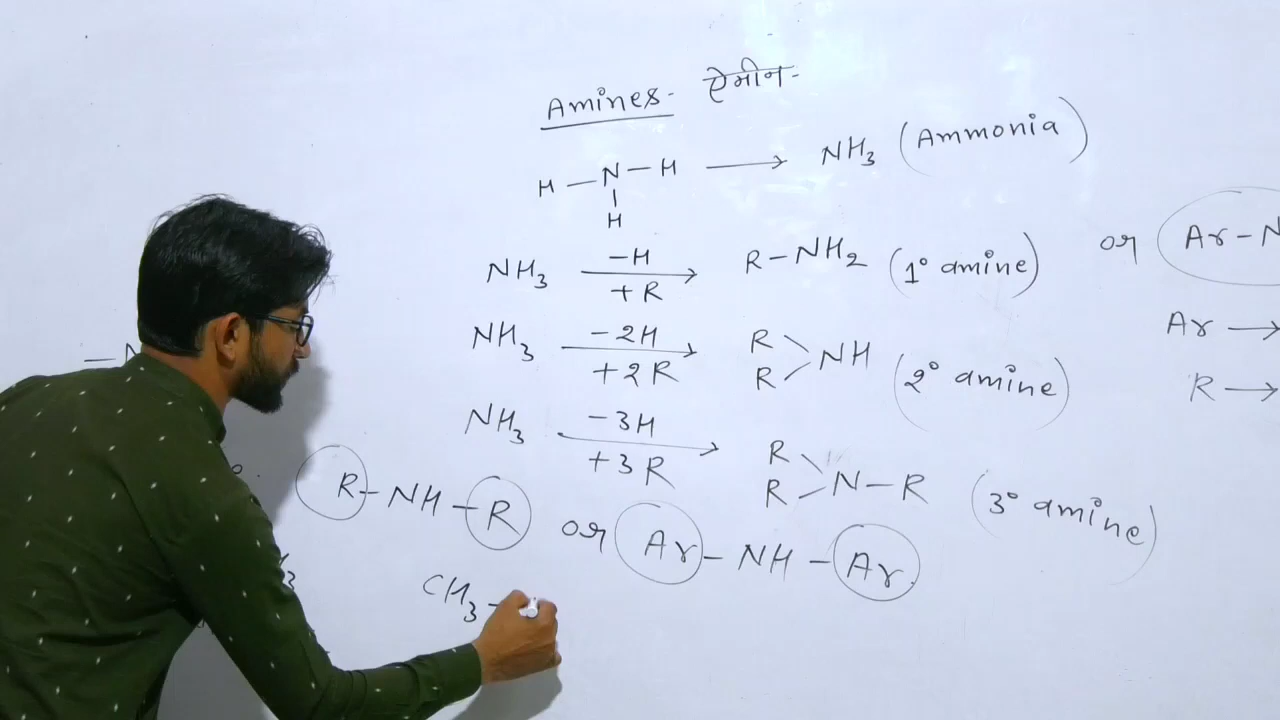 Amines- ऐमीन-
H — N — H → NH₃ (Ammonia)
|
H
NH₃ —H / +R → R-NH₂ (1° amine) or Ar-N
NH₃ -2H / +2R → R R > NH (2° amine) Ar →
R →
NH₃ -3H / +3R → R R > N-R (3° amine)
R-NH-R or Ar-NH-Ar
CH₃-